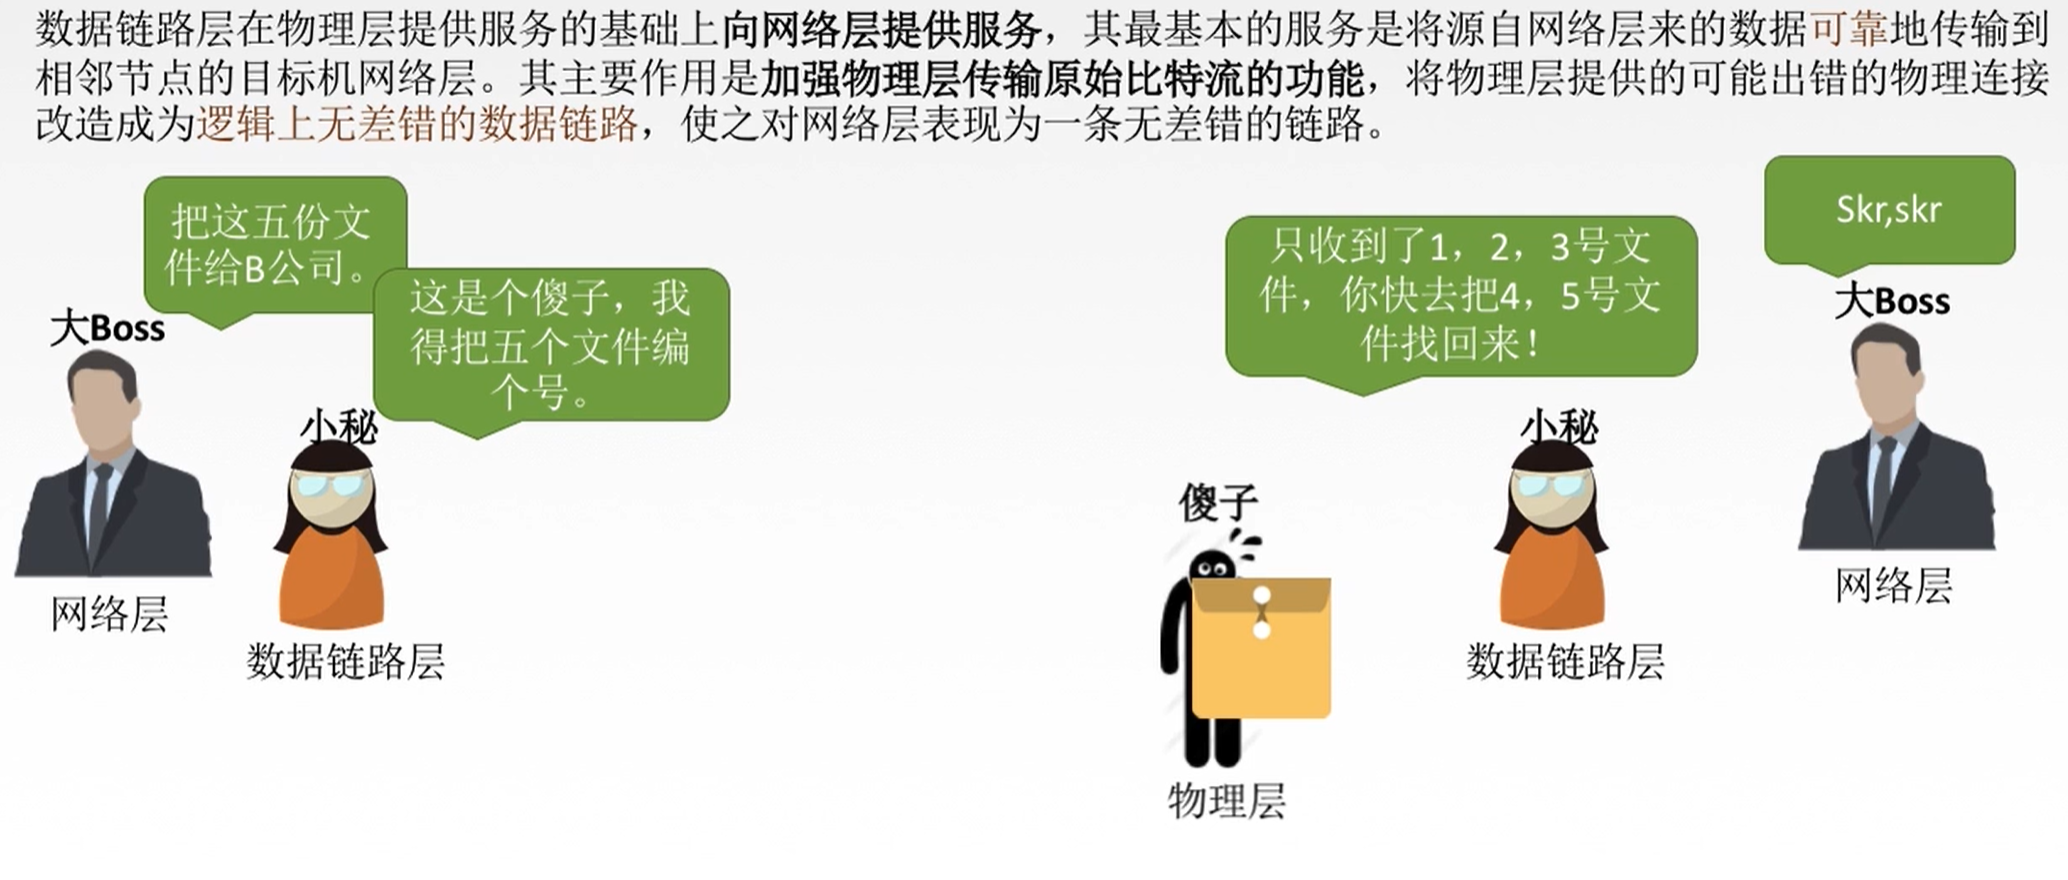 数据链路层在物理层提供服务的基础上向网络层提供服务，其最基本的服务是将源自网络层来的数据可靠地传输到
相邻节点的目标机网络层。其主要作用是加强物理层传输原始比特流的功能，将物理层提供的可能出错的物理连接
改造成为逻辑上无差错的数据链路，使之对网络层表现为一条无差错的链路。
把这五份文
件给B公司。
大Boss
网络层
这是个傻子，我
得把五个文件编
个号。
小秘
数据链路层
傻子
物理层
只收到了1，2，3号文
件，你快去把4，5号文
件找回来！
小秘
数据链路层
Skr,skr
大Boss
网络层